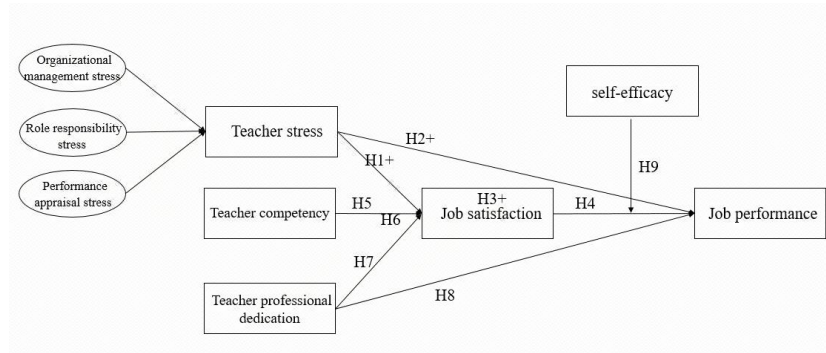 Organizational
management stress
Role responsibility
stress
Performance
appraisal stress
Teacher stress
Teacher competency
Teacher professional
dedication
H1+
H2+
H5
H6
H7
H3+
Job satisfaction
H4
H8
self-efficacy
H9
Job performance